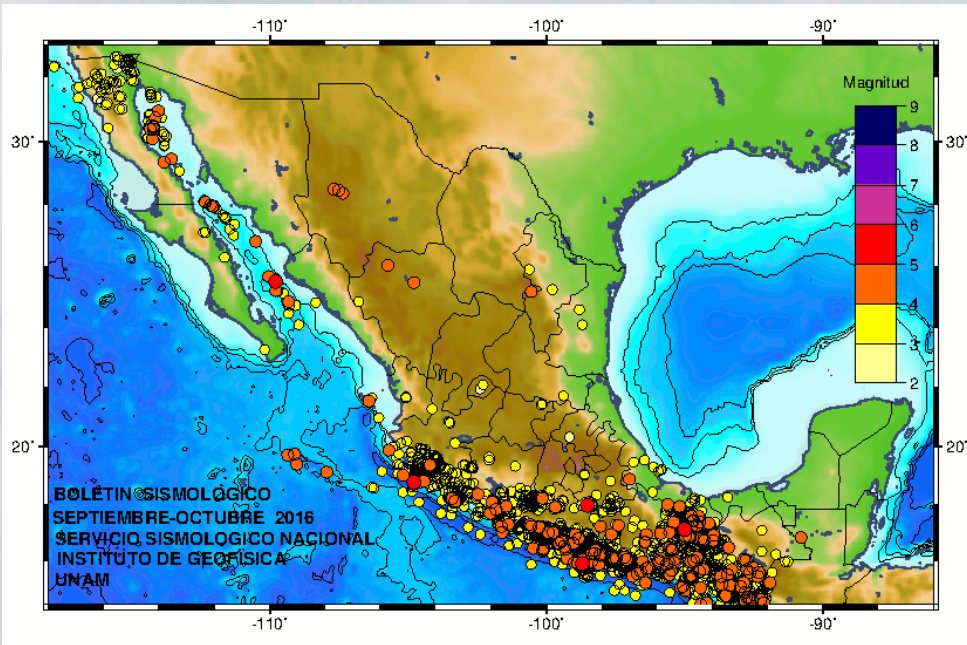 -110° -100° -90°
Magnitud
9
8
7
6
5
4
3
2
30° 30°
20° 20°
BOLETIN SISMOLOGICO
SEPTIEMBRE-OCTUBRE 2016
SERVICIO SISMOLOGICO NACIONAL
INSTITUTO DE GEOFISICA
UNAM
-110° -100° -90°